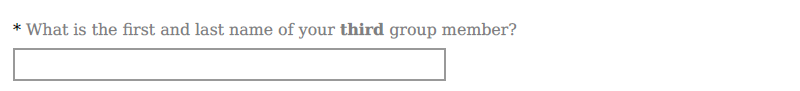 * What is the first and last name of your third group member?